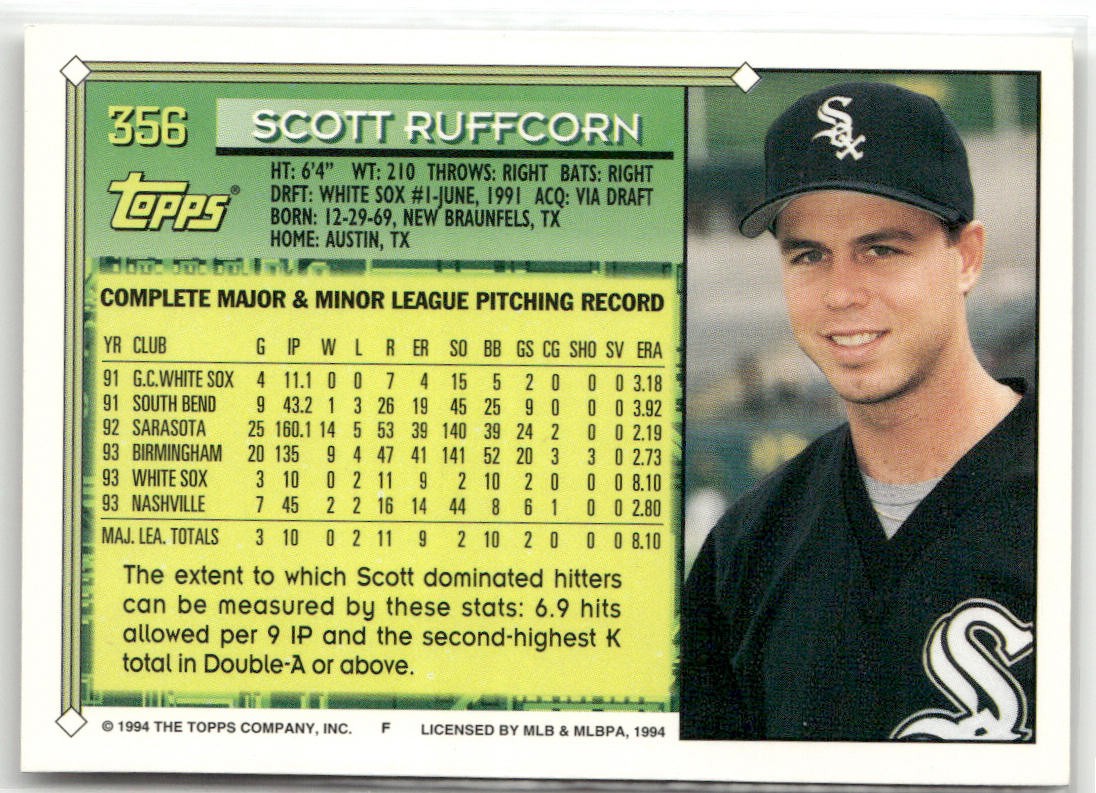 356 SCOTT RUFFCORN
Topps®
HT: 6'4" WT: 210 THROWS: RIGHT BATS: RIGHT
DRFT: WHITE SOX #1-JUNE, 1991 ACQ: VIA DRAFT
BORN: 12-29-69, NEW BRAUNFELS, TX
HOME: AUSTIN, TX
COMPLETE MAJOR & MINOR LEAGUE PITCHING RECORD
YR CLUB G IP W L R ER SO BB GS CG SHO SV ERA
91 G.C.WHITE SOX 4 11.1 0 0 7 4 15 5 2 0 0 0 3.18
91 SOUTH BEND 9 43.2 1 3 26 19 45 25 9 0 0 0 3.92
92 SARASOTA 25 160.1 14 5 53 39 140 39 24 2 0 0 2.19
93 BIRMINGHAM 20 135 9 4 47 41 141 52 20 3 3 0 2.73
93 WHITE SOX 3 10 0 2 11 9 2 10 2 0 0 0 8.10
93 NASHVILLE 7 45 2 2 16 14 44 8 6 1 0 0 2.80
MAJ. LEA. TOTALS 3 10 0 2 11 9 2 10 2 0 0 0 8.10
The extent to which Scott dominated hitters
can be measured by these stats: 6.9 hits
allowed per 9 IP and the second-highest K
total in Double-A or above.
© 1994 THE TOPPS COMPANY, INC. F LICENSED BY MLB & MLBPA, 1994
Sox
S